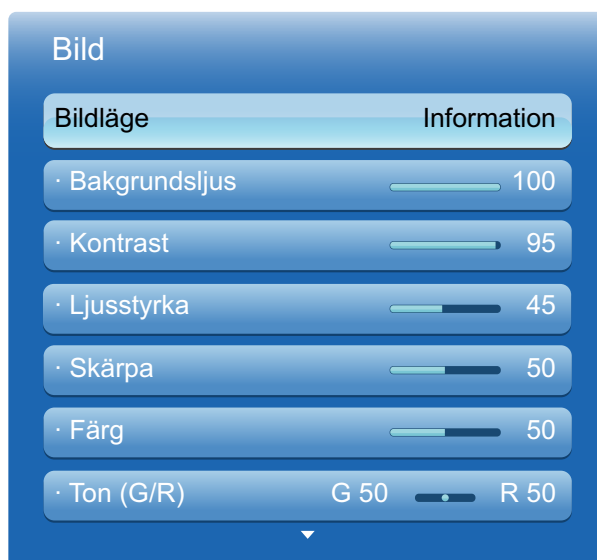 Bild
Bildläge Information
· Bakgrundsljus 100
· Kontrast 95
· Ljusstyrka 45
· Skärpa 50
· Färg 50
· Ton (G/R) G 50 R 50